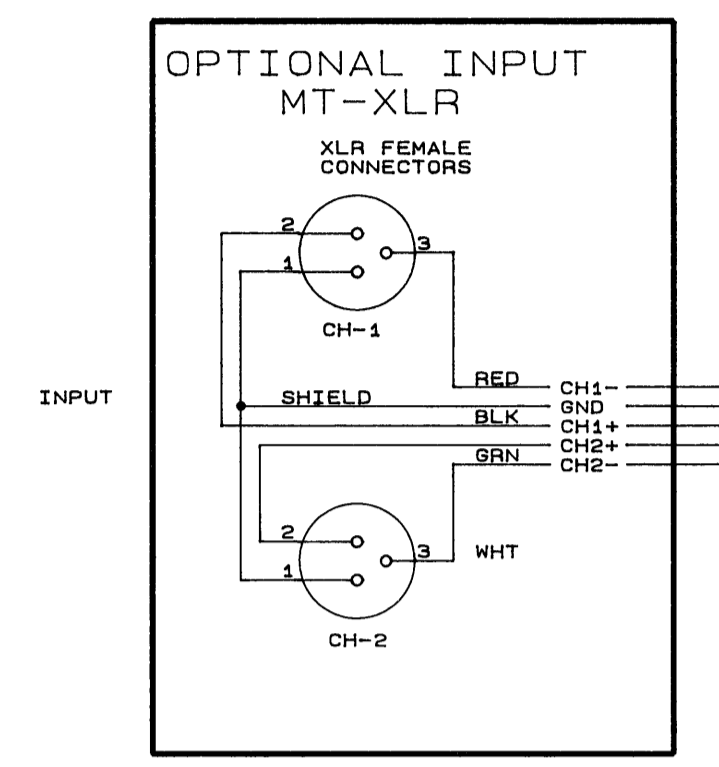 OPTIONAL INPUT
MT-XLR
XLR FEMALE
CONNECTORS
2
3
1
CH-1
RED
CH1-
INPUT
SHIELD
GND
BLK
CH1+
CH2+
GRN
CH2-
2
3
WHT
1
CH-2